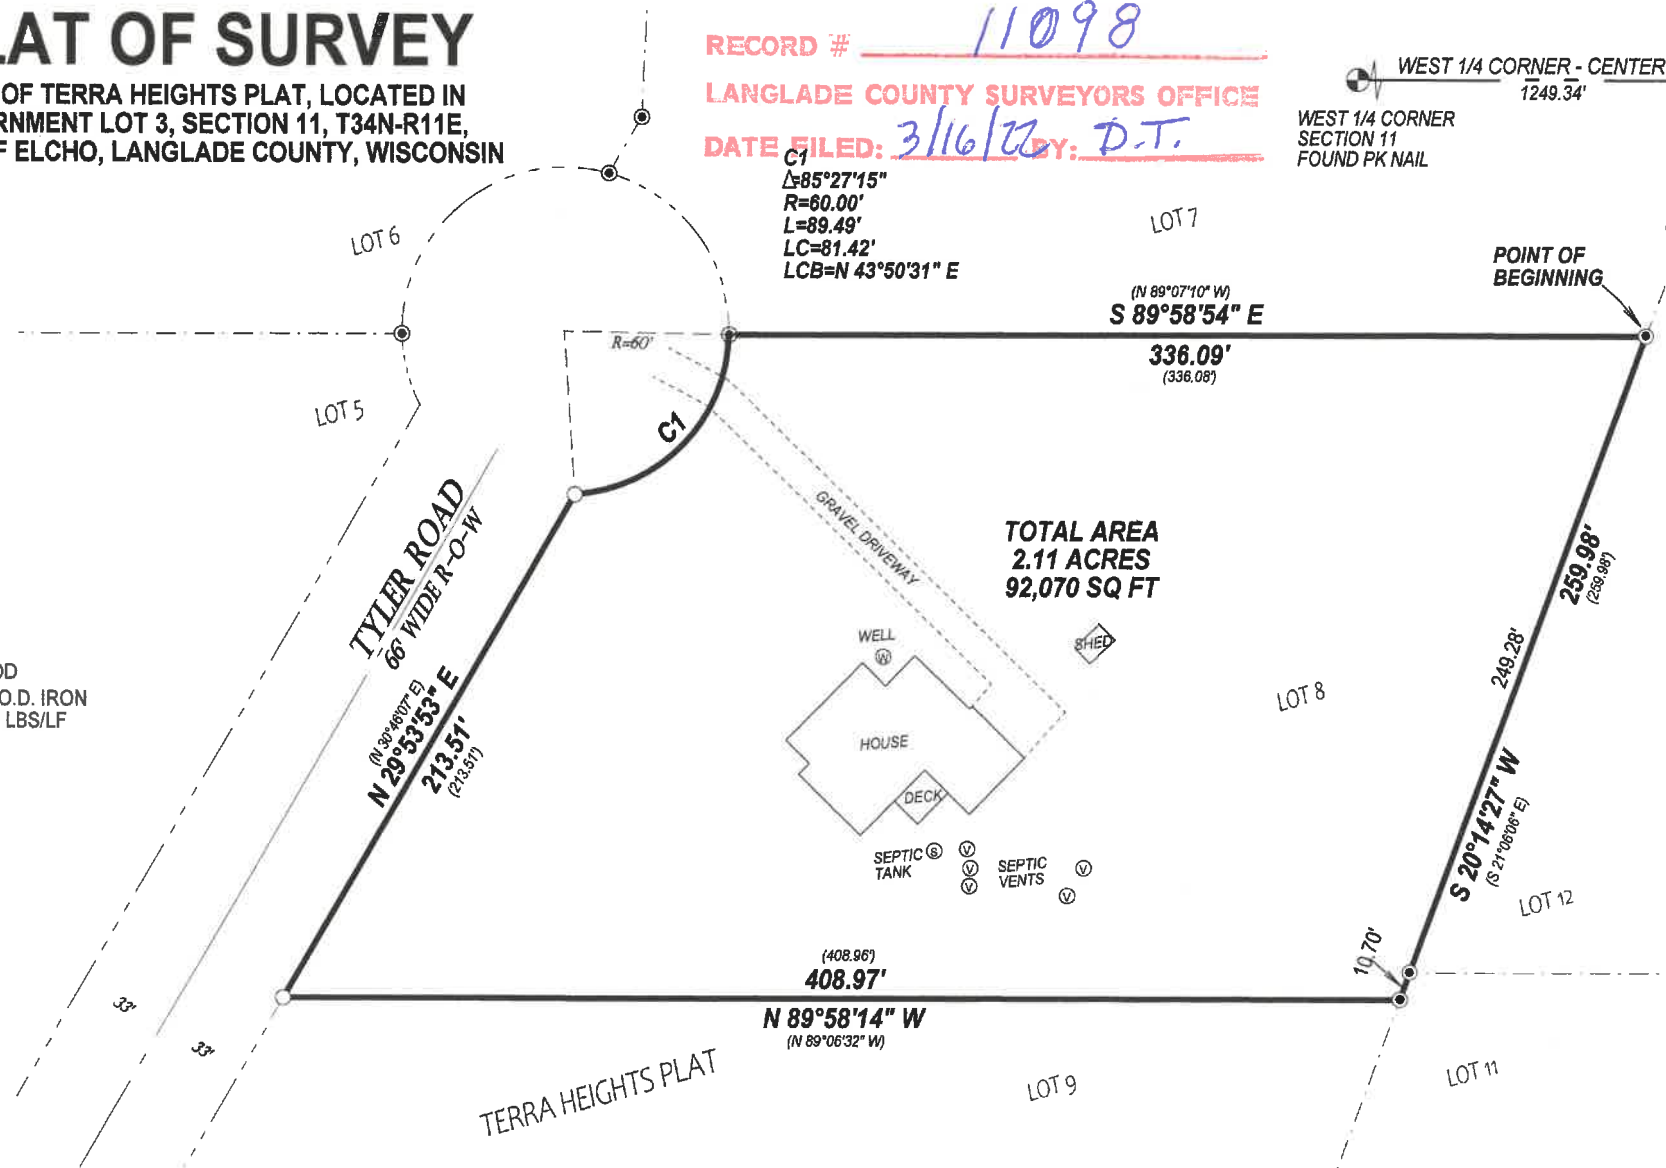 LAT OF SURVEY
OF TERRA HEIGHTS PLAT, LOCATED IN
RNMENT LOT 3, SECTION 11, T34N-R11E,
F ELCHO, LANGLADE COUNTY, WISCONSIN
RECORD # 11098
LANGLADE COUNTY SURVEYORS OFFICE
DATE FILED: 3/16/22 BY: D.T.
WEST 1/4 CORNER - CENTER
1249.34'
WEST 1/4 CORNER
SECTION 11
FOUND PK NAIL
C1
Δ=85°27'15"
R=60.00'
L=89.49'
LC=81.42'
LCB=N 43°50'31" E
LOT 6
LOT 7
POINT OF
BEGINNING
(N 89°07'10" W)
S 89°58'54" E
336.09'
(336.08')
R=60'
LOT 5
C1
TYLER ROAD
66' WIDE R-O-W
GRAVEL DRIVEWAY
TOTAL AREA
2.11 ACRES
92,070 SQ FT
259.98'
(259.98')
249.28'
WELL
W
SHED
OD
O.D. IRON
LBS/LF
(N 30°46'07" E)
N 29°53'53" E
213.51'
(213.51')
LOT 8
HOUSE
DECK
S 20°14'27" W
(S 21°06'06" E)
SEPTIC S
TANK
V
V
V
SEPTIC
VENTS
V
V
LOT 12
10.70'
(408.96')
408.97'
N 89°58'14" W
(N 89°06'32" W)
33'
33'
TERRA HEIGHTS PLAT
LOT 9
LOT 11